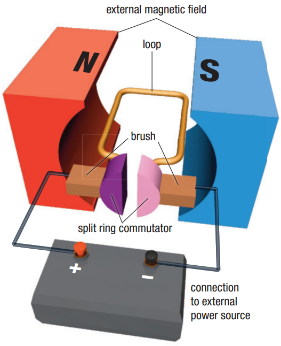 external magnetic field
loop
N
S
brush
split ring commutator
+
−
connection
to external
power source